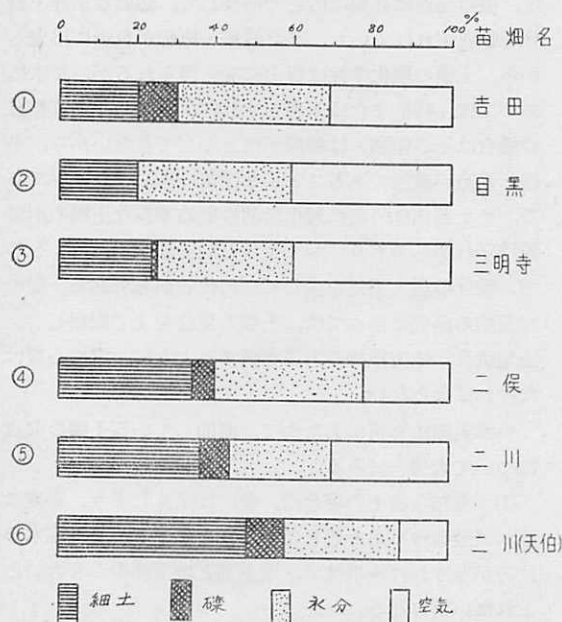 0 20 40 60 80 100% 苗畑名
① 吉田
② 目黒
③ 三明寺
④ 二俣
⑤ 二川
⑥ 二川(天伯)
細土 礫 水分 空気